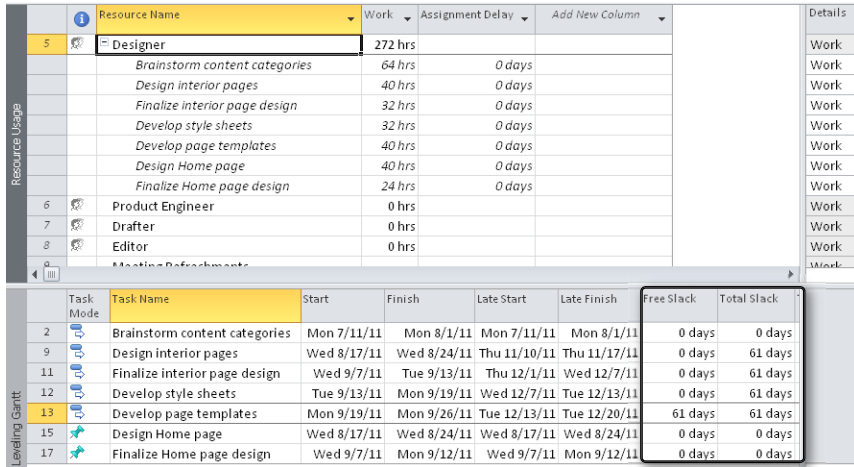 Resource Name Work Assignment Delay Add New Column Details
5 Designer 272 hrs Work
Brainstorm content categories 64 hrs 0 days Work
Design interior pages 40 hrs 0 days Work
Finalize interior page design 32 hrs 0 days Work
Develop style sheets 32 hrs 0 days Work
Develop page templates 40 hrs 0 days Work
Design Home page 40 hrs 0 days Work
Finalize Home page design 24 hrs 0 days Work
6 Product Engineer 0 hrs Work
7 Drafter 0 hrs Work
8 Editor 0 hrs Work
9 Meeting Refreshments Work
Resource Usage
Task Mode Task Name Start Finish Late Start Late Finish Free Slack Total Slack
2 Brainstorm content categories Mon 7/11/11 Mon 8/1/11 Mon 7/11/11 Mon 8/1/11 0 days 0 days
9 Design interior pages Wed 8/17/11 Wed 8/24/11 Thu 11/10/11 Thu 11/17/11 0 days 61 days
11 Finalize interior page design Wed 9/7/11 Tue 9/13/11 Thu 12/1/11 Wed 12/7/11 0 days 61 days
12 Develop style sheets Tue 9/13/11 Mon 9/19/11 Wed 12/7/11 Tue 12/13/11 0 days 61 days
13 Develop page templates Mon 9/19/11 Mon 9/26/11 Tue 12/13/11 Tue 12/20/11 61 days 61 days
15 Design Home page Wed 8/17/11 Wed 8/24/11 Wed 8/17/11 Wed 8/24/11 0 days 0 days
17 Finalize Home page design Wed 9/7/11 Mon 9/12/11 Wed 9/7/11 Mon 9/12/11 0 days 0 days
Leveling Gantt